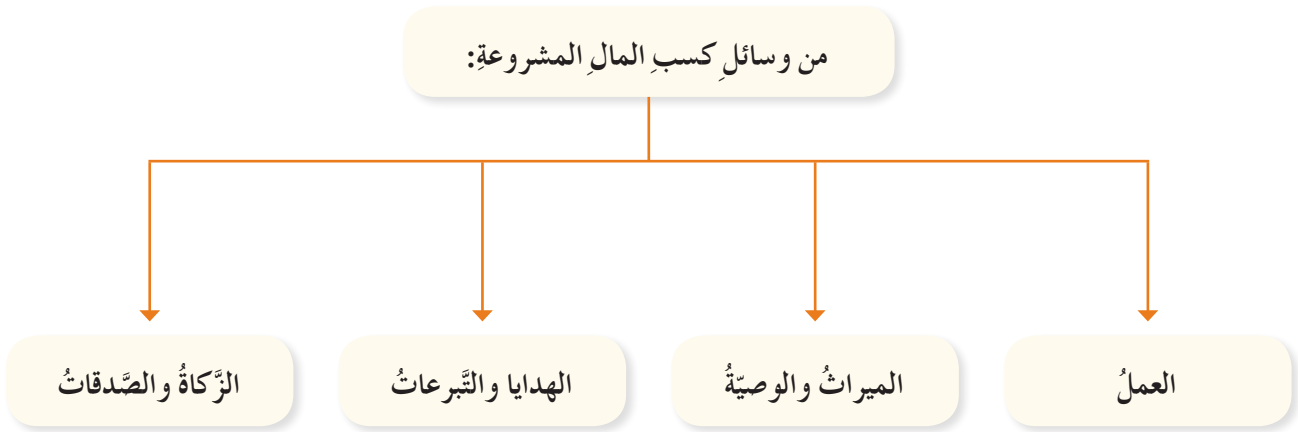 من وسائلِ كسبِ المالِ المشروعةِ:
العملُ
الميراثُ والوصيّةُ
الهدايا والتَّبرعاتُ
الزَّكاةُ والصَّدقاتُ